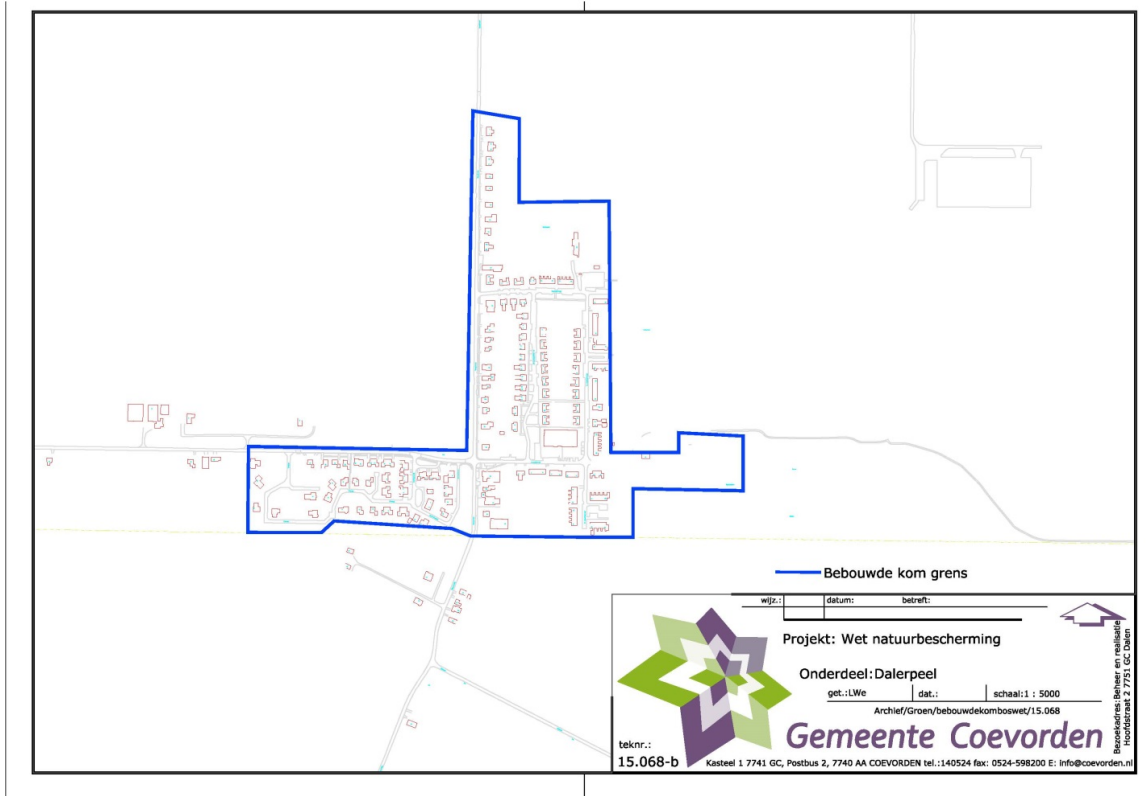 Bebouwde kom grens
wijz.: datum: betreft:
Projekt: Wet natuurbescherming
Onderdeel:Dalerpeel
get.:LWe dat.: schaal:1 : 5000
Archief/Groen/bebouwdekomboswet/15.068
Gemeente Coevorden
teknr.:
15.068-b
Kasteel 1 7741 GC, Postbus 2, 7740 AA COEVORDEN tel.:140524 fax: 0524-598200 E: info@coevorden.nl
Bezoekadres:Beheer en realisatie
Hoofdstraat 2 7751 GC Dalen